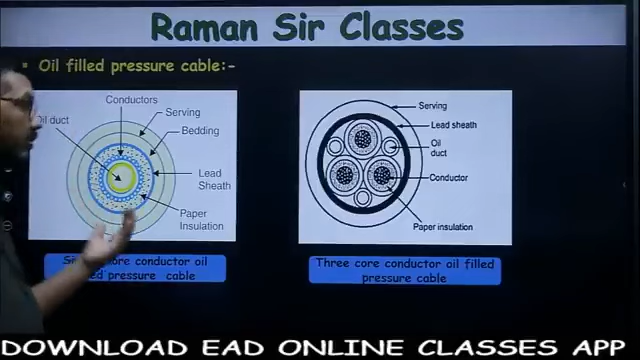 Raman Sir Classes
Oil filled pressure cable:-
Conductors
Oil duct
Serving
Bedding
Lead
Sheath
Paper
Insulation
core conductor oil
pressure cable
Serving
Lead sheath
Oil
duct
Conductor
Paper insulation
Three core conductor oil filled
pressure cable
DOWNLOAD EAD ONLINE CLASSES APP